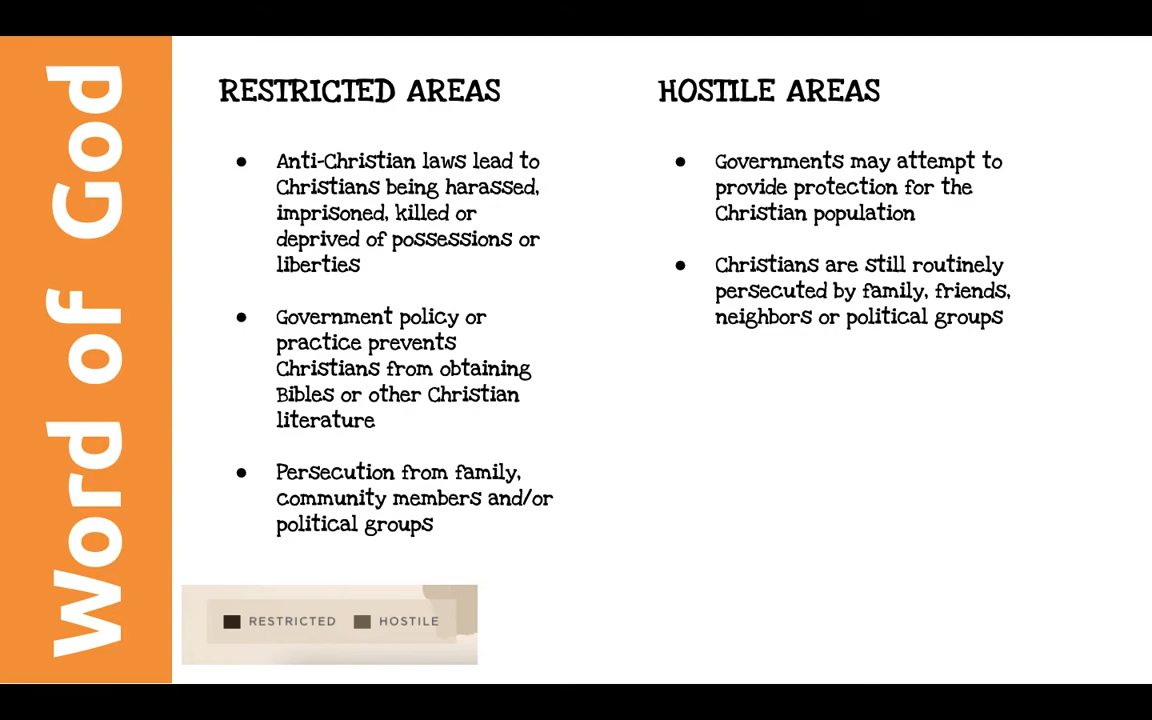 Word of God
RESTRICTED AREAS
● Anti-Christian laws lead to
Christians being harassed,
imprisoned, killed or
deprived of possessions or
liberties
● Government policy or
practice prevents
Christians from obtaining
Bibles or other Christian
literature
● Persecution from family,
community members and/or
political groups
HOSTILE AREAS
● Governments may attempt to
provide protection for the
Christian population
● Christians are still routinely
persecuted by family, friends,
neighbors or political groups
RESTRICTED HOSTILE